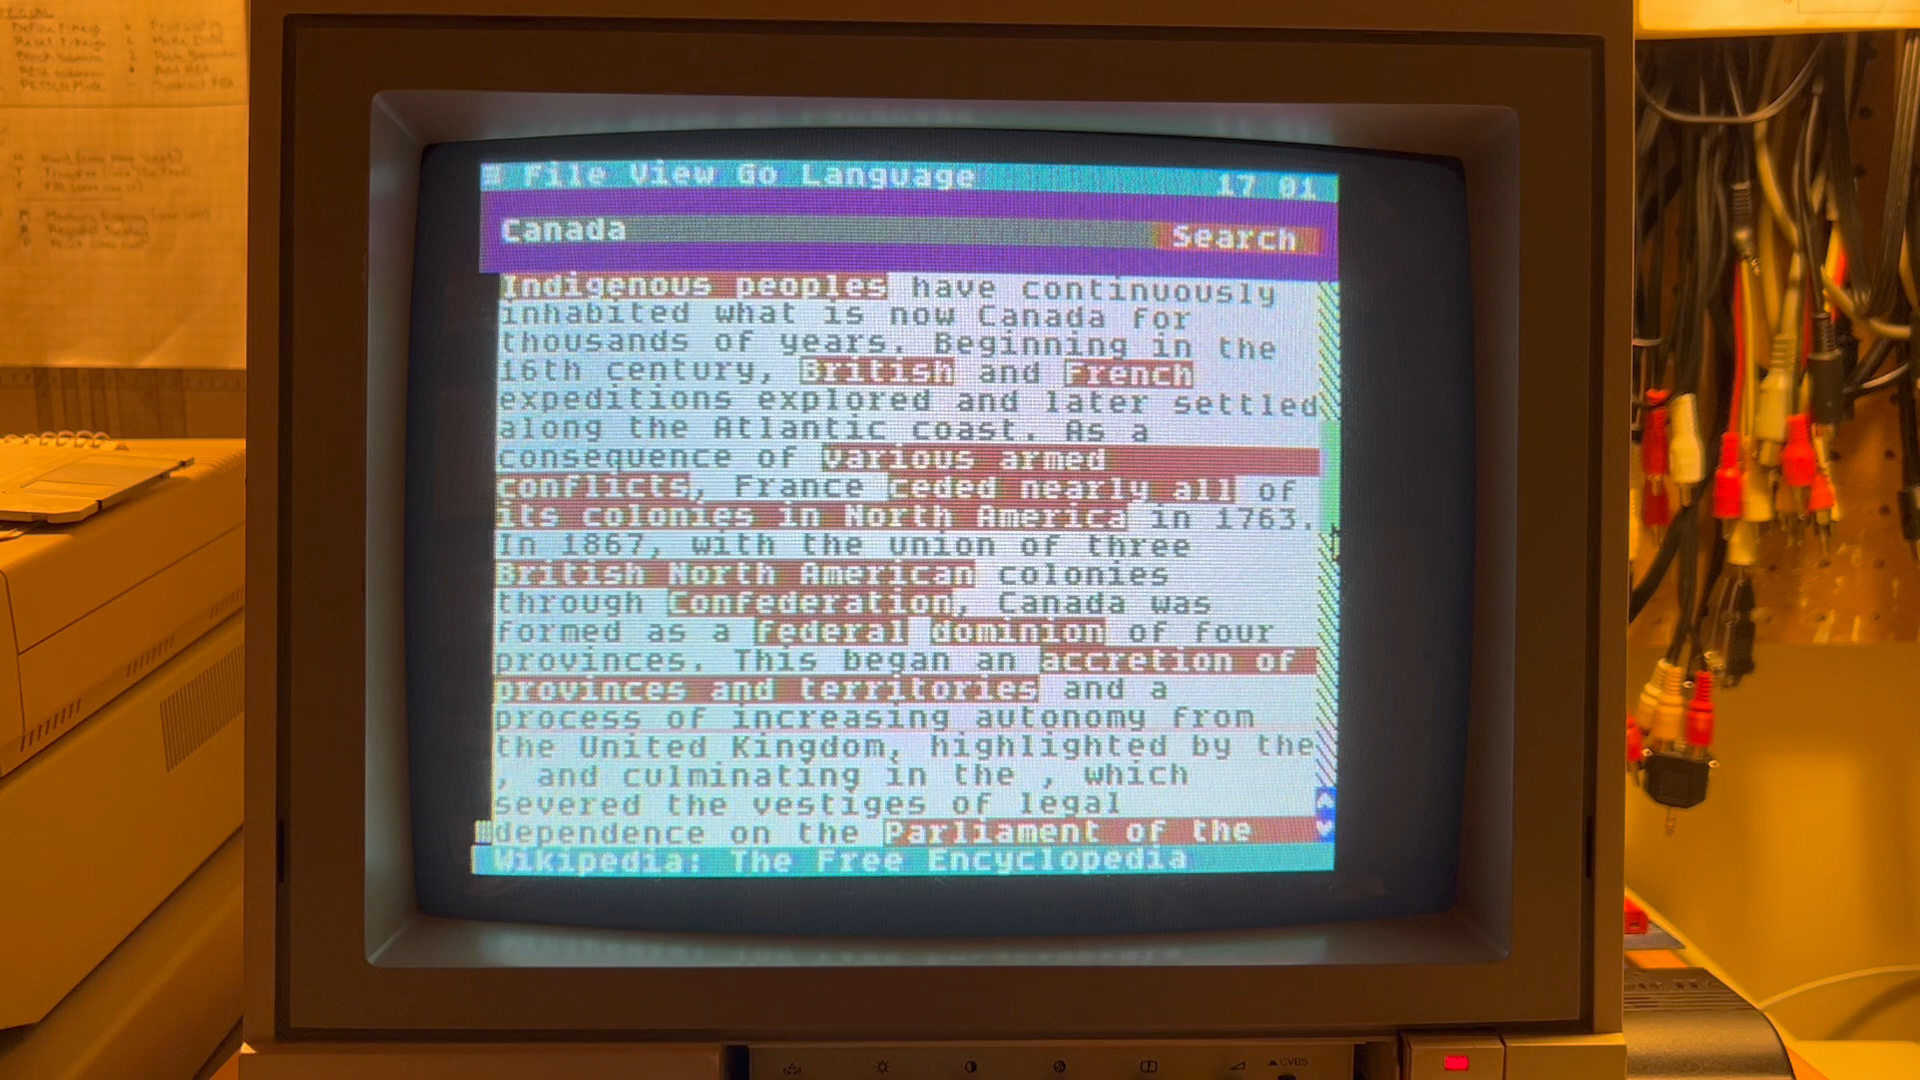 File View Go Language 17 01
Canada Search
Indigenous peoples have continuously
inhabited what is now Canada for
thousands of years. Beginning in the
16th century, British and French
expeditions explored and later settled
along the Atlantic coast. As a
consequence of various armed
conflicts, France ceded nearly all of
its colonies in North America in 1763.
In 1867, with the union of three
British North American colonies
through Confederation, Canada was
formed as a federal dominion of four
provinces. This began an accretion of
provinces and territories and a
process of increasing autonomy from
the United Kingdom, highlighted by the
, and culminating in the , which
severed the vestiges of legal
dependence on the Parliament of the
Wikipedia: The Free Encyclopedia
CVBS